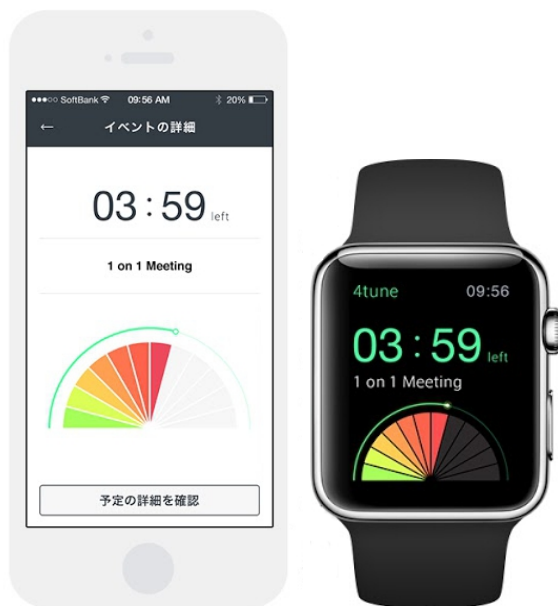 SoftBank 09:56 AM 20%
← イベントの詳細
03:59 left
1 on 1 Meeting
予定の詳細を確認
4tune 09:56
03:59 left
1 on 1 Meeting